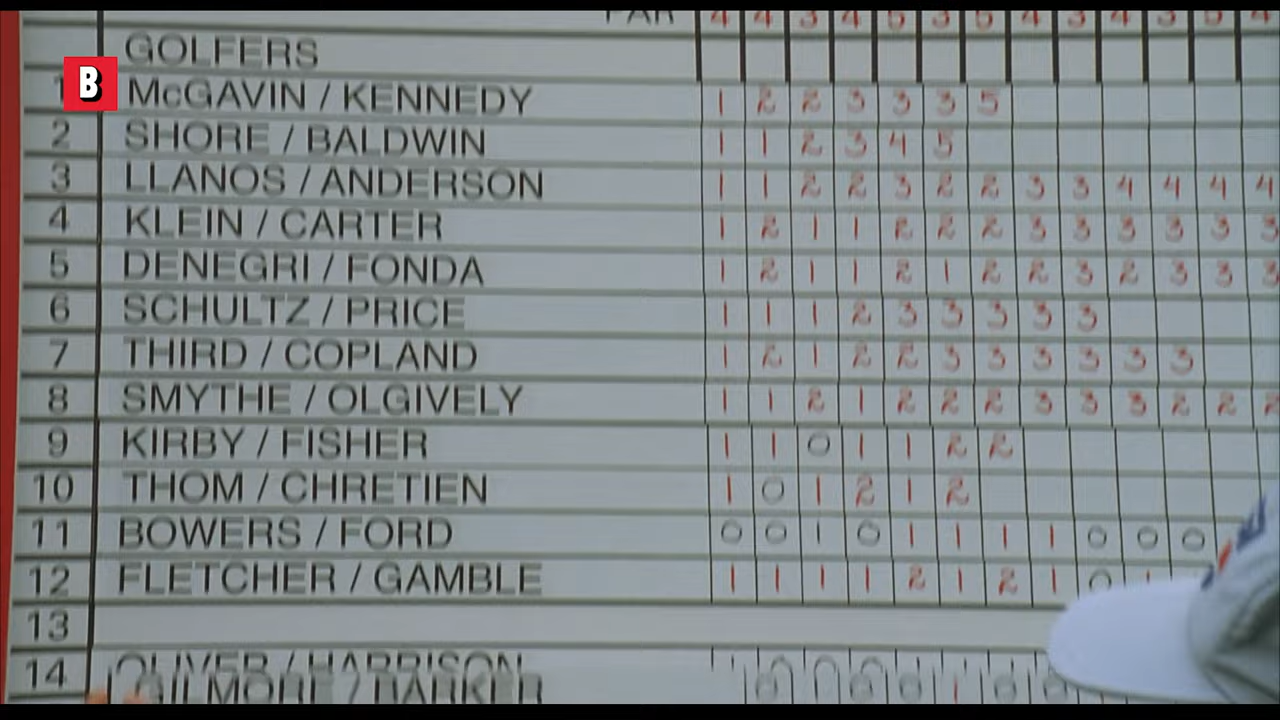 PAR 4 4 3 4 5 3 5 4 3 4 3 5 4
GOLFERS
B
1 McGAVIN / KENNEDY 1 2 2 3 3 3 5
2 SHORE / BALDWIN 1 1 2 3 4 5
3 LLANOS / ANDERSON 1 1 2 2 3 2 2 3 3 4 4 4 4
4 KLEIN / CARTER 1 2 1 1 2 2 2 3 3 3 3 3 3
5 DENEGRI / FONDA 1 2 1 1 2 1 2 2 3 2 3 3 3
6 SCHULTZ / PRICE 1 1 1 2 3 3 3 3 3
7 THIRD / COPLAND 1 2 1 2 2 3 3 3 3 3 3
8 SMYTHE / OLGIVELY 1 1 2 1 2 2 2 3 3 3 2 2 2
9 KIRBY / FISHER 1 1 0 1 1 2 2
10 THOM / CHRETIEN 1 0 1 2 1 2
11 BOWERS / FORD 0 0 1 0 1 1 1 1 0 0 0
12 FLETCHER / GAMBLE 1 1 1 1 2 1 2 1 0
13
14 OLIVER / HARRISON
GILMORE / BARKER